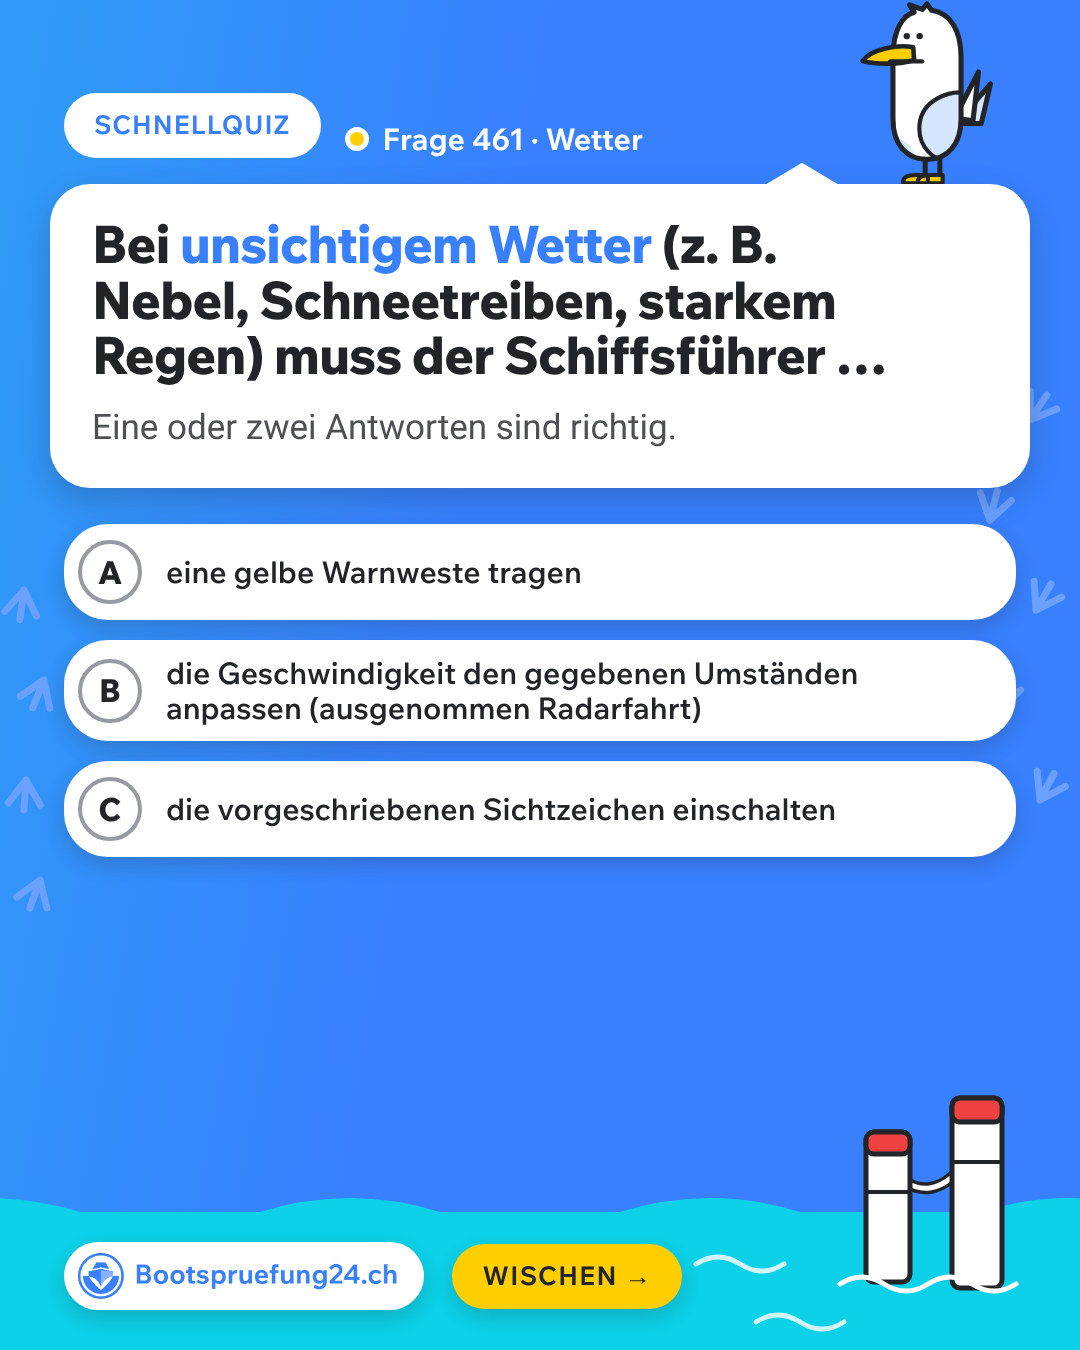 SCHNELLQUIZ
Frage 461 · Wetter
Bei unsichtigem Wetter (z. B.
Nebel, Schneetreiben, starkem
Regen) muss der Schiffsführer …
Eine oder zwei Antworten sind richtig.
A eine gelbe Warnweste tragen
B die Geschwindigkeit den gegebenen Umständen
anpassen (ausgenommen Radarfahrt)
C die vorgeschriebenen Sichtzeichen einschalten
Bootspruefung24.ch
WISCHEN →